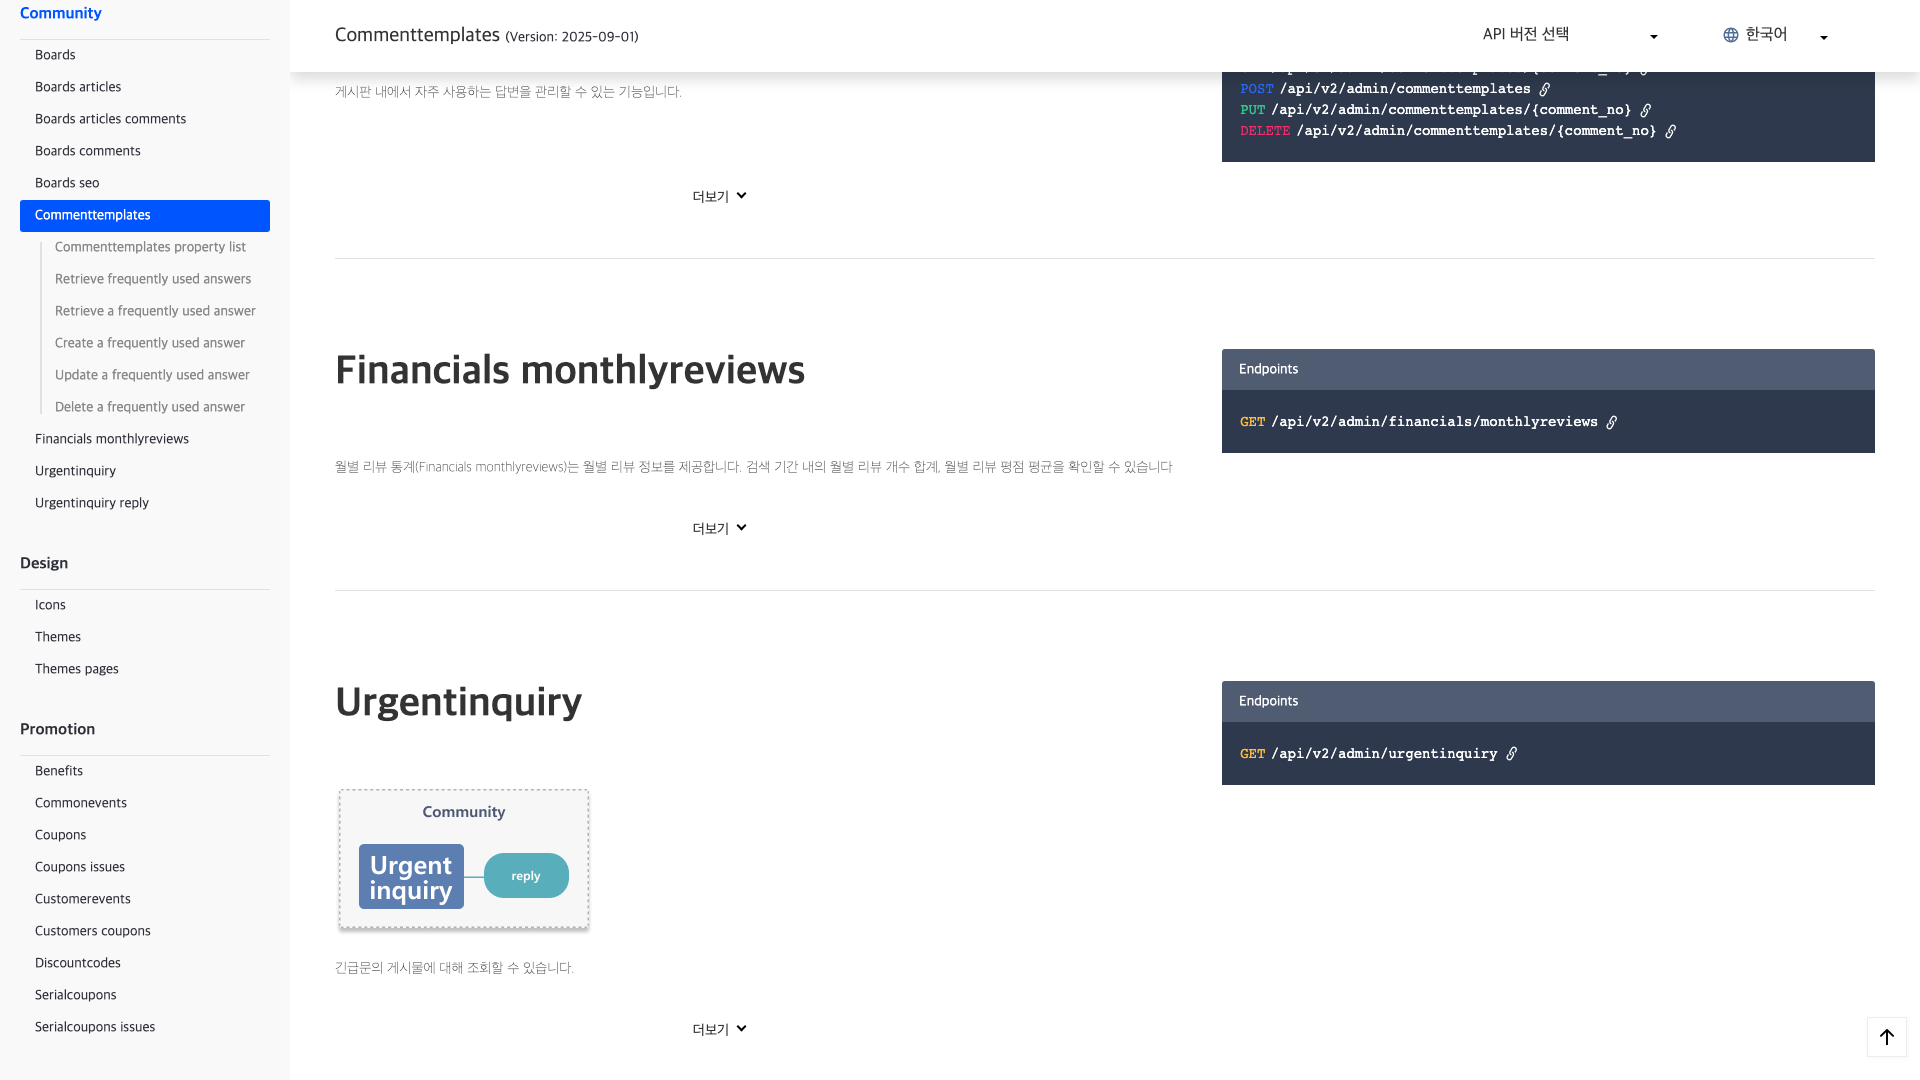 Community
Boards
Boards articles
Boards articles comments
Boards comments
Boards seo
Commenttemplates
Commenttemplates property list
Retrieve frequently used answers
Retrieve a frequently used answer
Create a frequently used answer
Update a frequently used answer
Delete a frequently used answer
Financials monthlyreviews
Urgentinquiry
Urgentinquiry reply
Design
Icons
Themes
Themes pages
Promotion
Benefits
Commonevents
Coupons
Coupons issues
Customerevents
Customers coupons
Discountcodes
Serialcoupons
Serialcoupons issues
Commenttemplates (Version: 2025-09-01)
API 버전 선택
한국어
게시판 내에서 자주 사용하는 답변을 관리할 수 있는 기능입니다.
POST /api/v2/admin/commenttemplates
PUT /api/v2/admin/commenttemplates/{comment_no}
DELETE /api/v2/admin/commenttemplates/{comment_no}
더보기
Financials monthlyreviews
Endpoints
GET /api/v2/admin/financials/monthlyreviews
월별 리뷰 통계(Financials monthlyreviews)는 월별 리뷰 정보를 제공합니다. 검색 기간 내의 월별 리뷰 개수 합계, 월별 리뷰 평점 평균을 확인할 수 있습니다
더보기
Urgentinquiry
Endpoints
GET /api/v2/admin/urgentinquiry
Community
Urgent
inquiry
reply
긴급문의 게시물에 대해 조회할 수 있습니다.
더보기